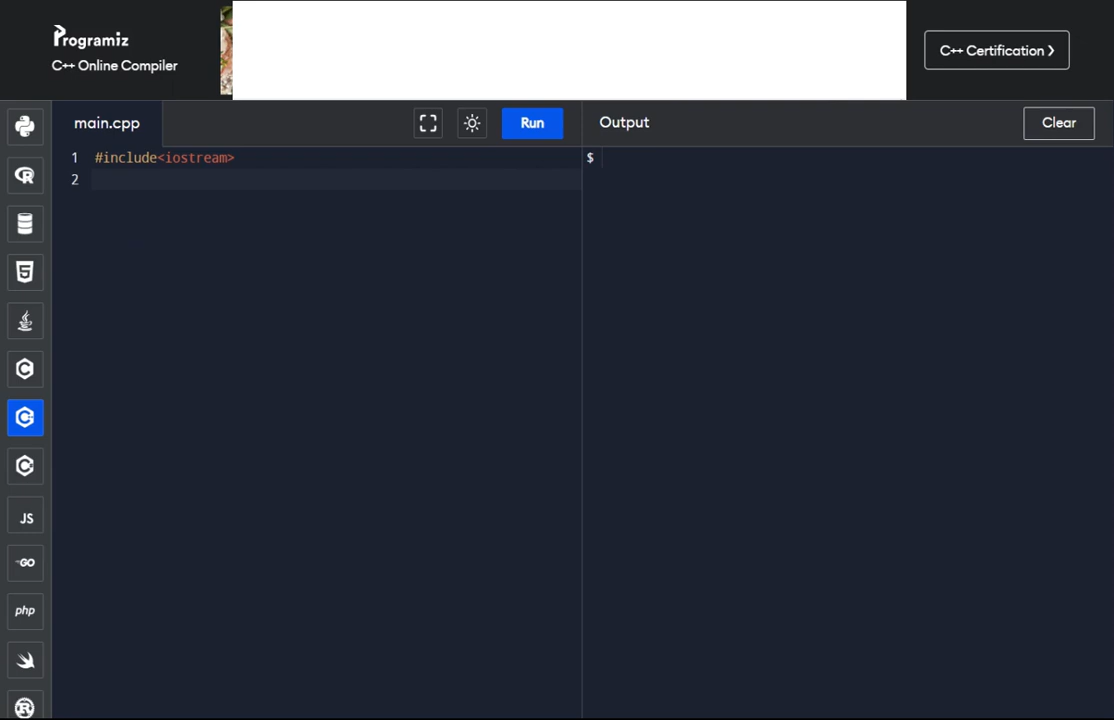 Programiz
C++ Online Compiler
C++ Certification ❯
main.cpp
Run
Output
Clear
1 #include<iostream>
2
$
JS
GO
php